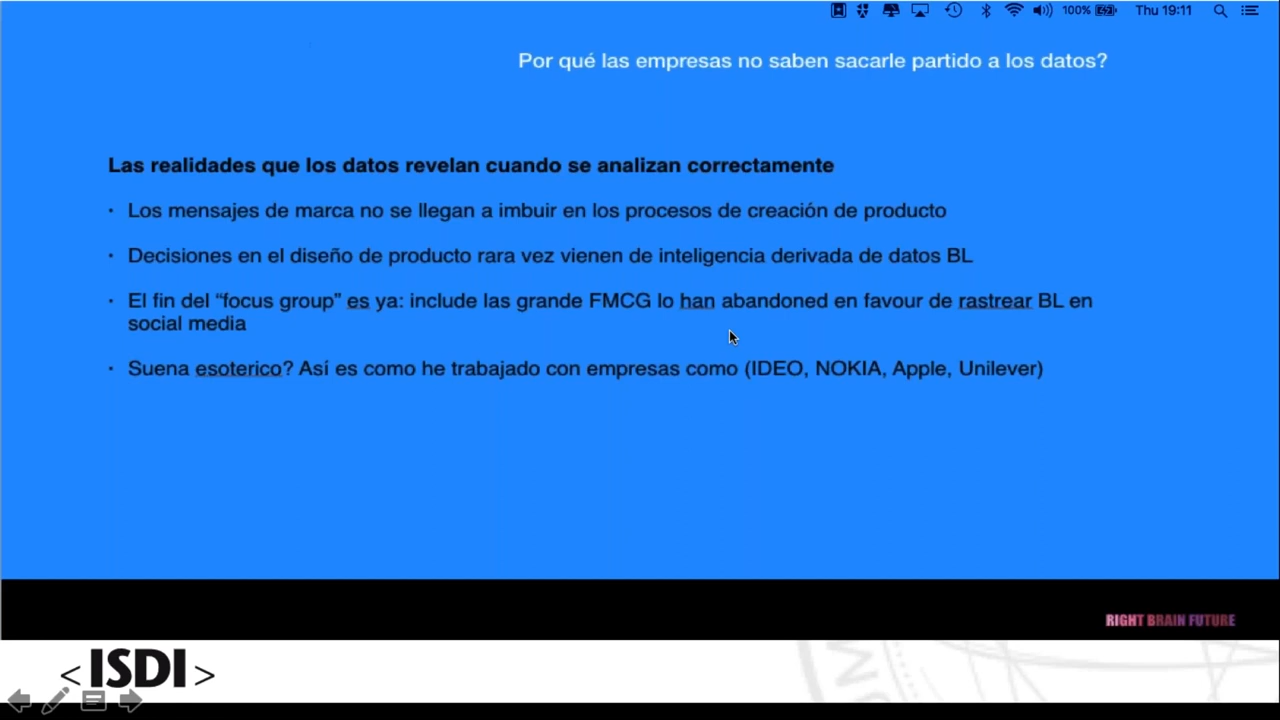 100%
Thu 19:11
Por qué las empresas no saben sacarle partido a los datos?
Las realidades que los datos revelan cuando se analizan correctamente
· Los mensajes de marca no se llegan a imbuir en los procesos de creación de producto
· Decisiones en el diseño de producto rara vez vienen de inteligencia derivada de datos BL
· El fin del “focus group” es ya: include las grande FMCG lo han abandoned en favour de rastrear BL en
social media
· Suena esoterico? Así es como he trabajado con empresas como (IDEO, NOKIA, Apple, Unilever)
RIGHT BRAIN FUTURE
<ISDI>